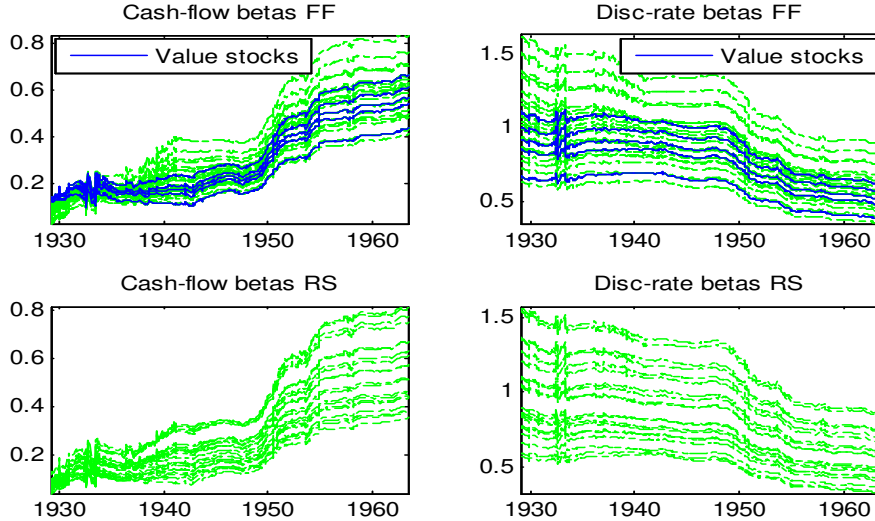 Cash-flow betas FF
0.8
0.6
0.4
0.2
Value stocks
1930 1940 1950 1960
Disc-rate betas FF
1.5
1
0.5
Value stocks
1930 1940 1950 1960
Cash-flow betas RS
0.8
0.6
0.4
0.2
1930 1940 1950 1960
Disc-rate betas RS
1.5
1
0.5
1930 1940 1950 1960